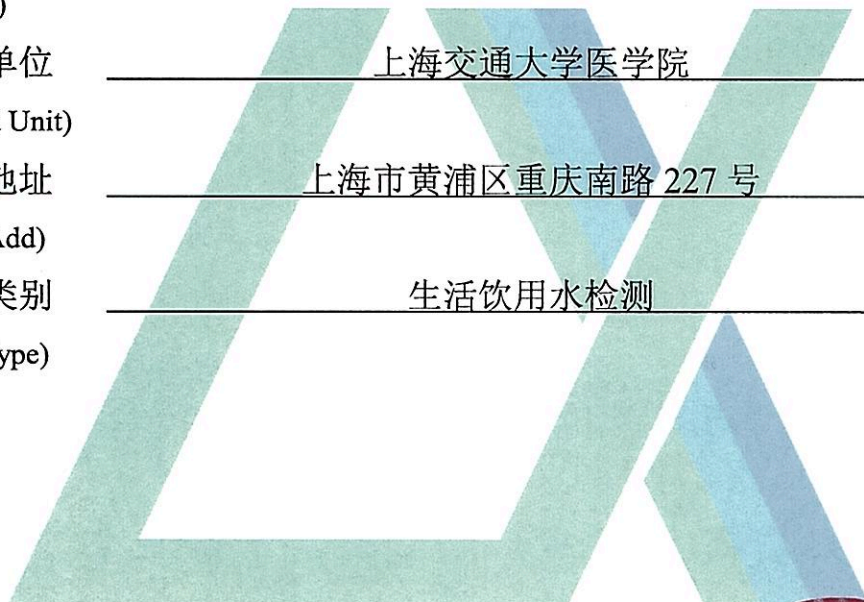 )
单位 上海交通大学医学院
Unit)
地址 上海市黄浦区重庆南路 227 号
Add)
类别 生活饮用水检测
ype)